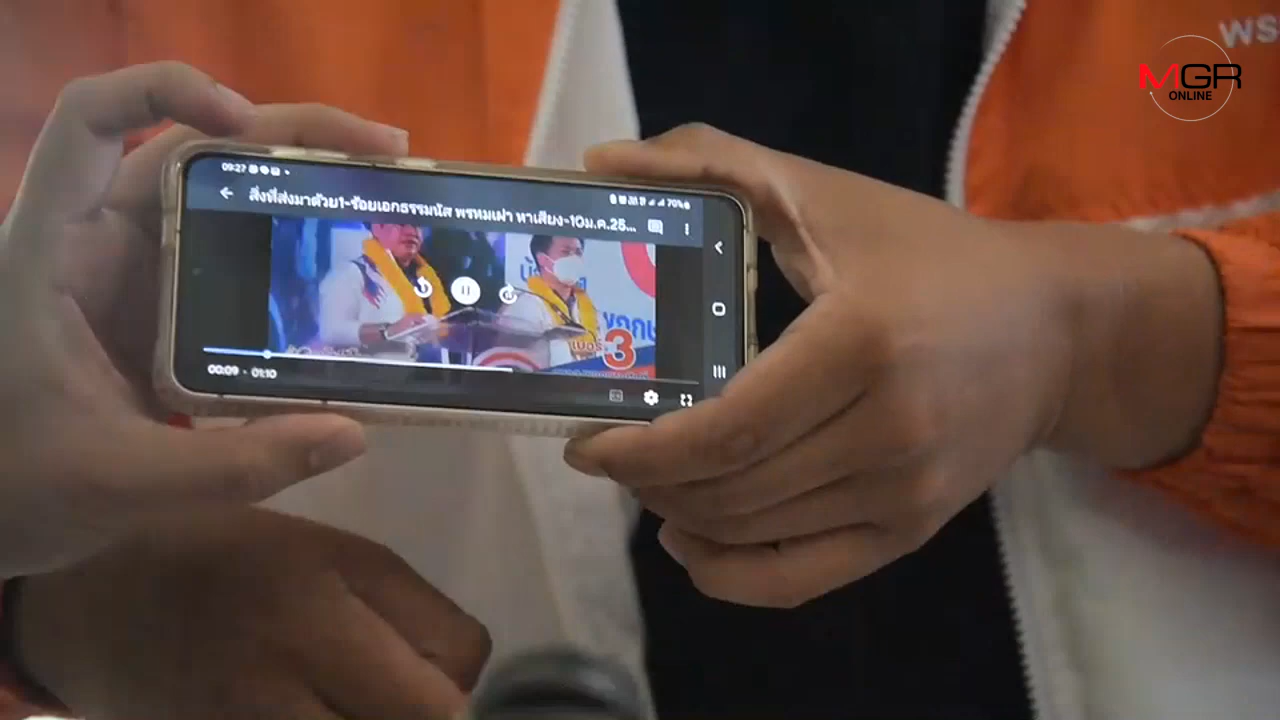 WS
MGR
ONLINE
09:27
70%
สิ่งที่ส่งมาด้วย1-ร้อยเอกธรรมนัส พรหมเผ่า หาเสียง-10ม.ค.25...
เบอร์
3
00:09 · 01:10